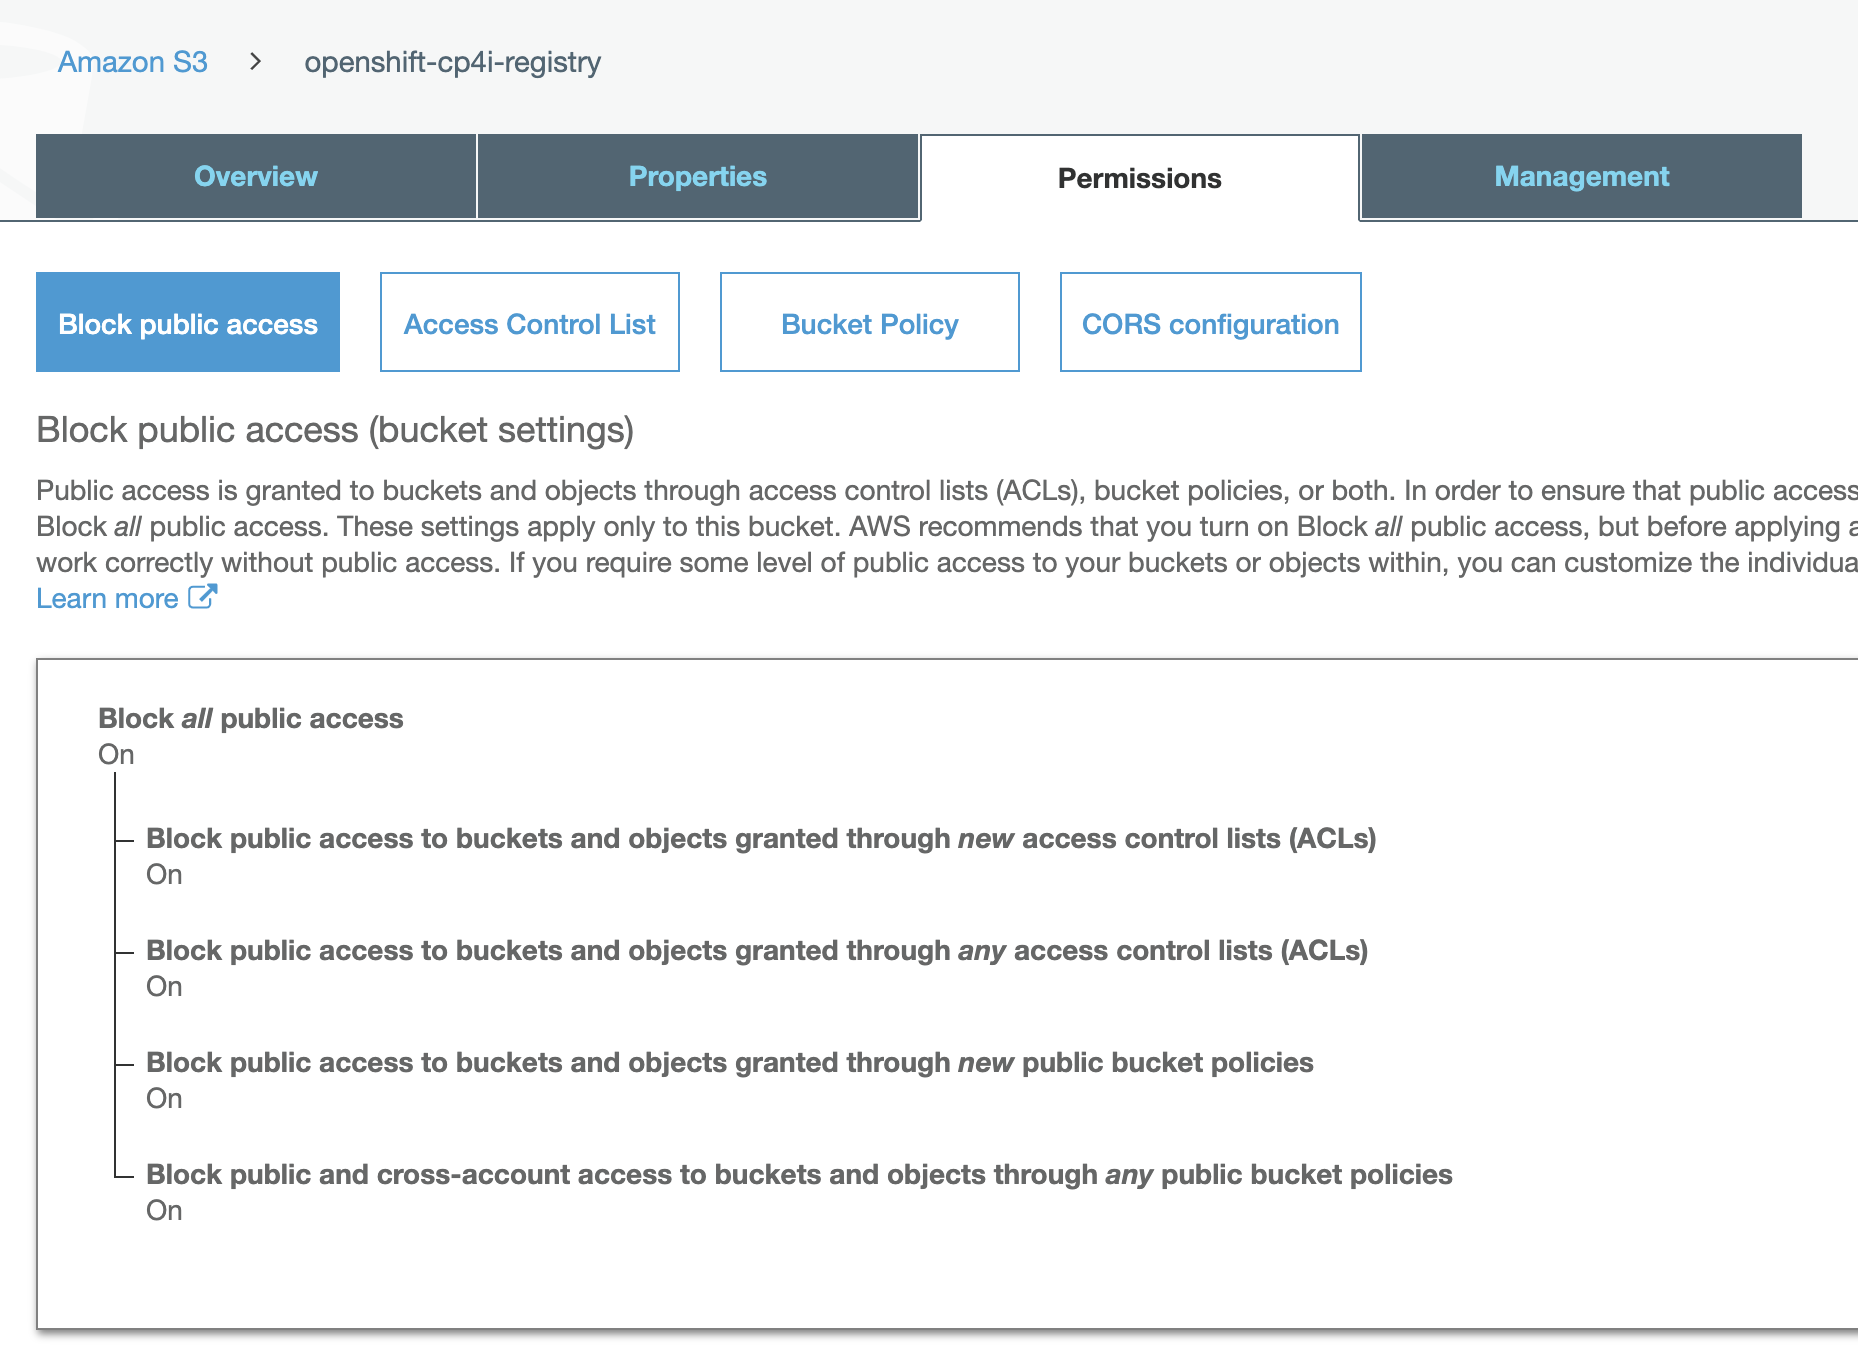 Amazon S3 > openshift-cp4i-registry
Overview Properties Permissions Management
Block public access Access Control List Bucket Policy CORS configuration
Block public access (bucket settings)
Public access is granted to buckets and objects through access control lists (ACLs), bucket policies, or both. In order to ensure that public access
Block all public access. These settings apply only to this bucket. AWS recommends that you turn on Block all public access, but before applying a
work correctly without public access. If you require some level of public access to your buckets or objects within, you can customize the individua
Learn more
Block all public access
On
Block public access to buckets and objects granted through new access control lists (ACLs)
On
Block public access to buckets and objects granted through any access control lists (ACLs)
On
Block public access to buckets and objects granted through new public bucket policies
On
Block public and cross-account access to buckets and objects through any public bucket policies
On